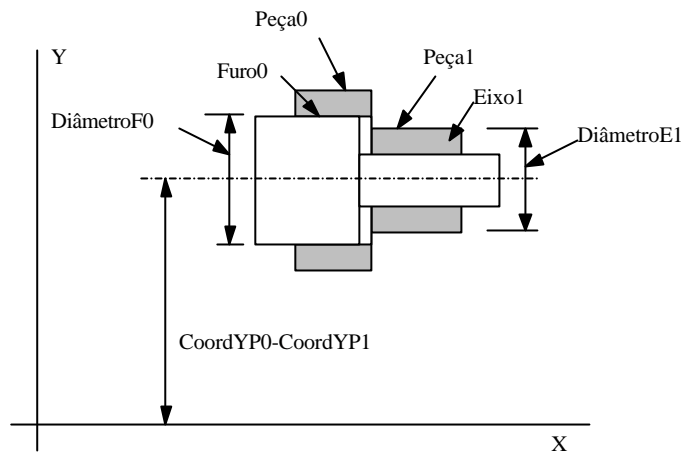 Peça0
Y
Furo0
Peça1
Eixo1
DiâmetroF0
DiâmetroE1
CoordYP0-CoordYP1
X